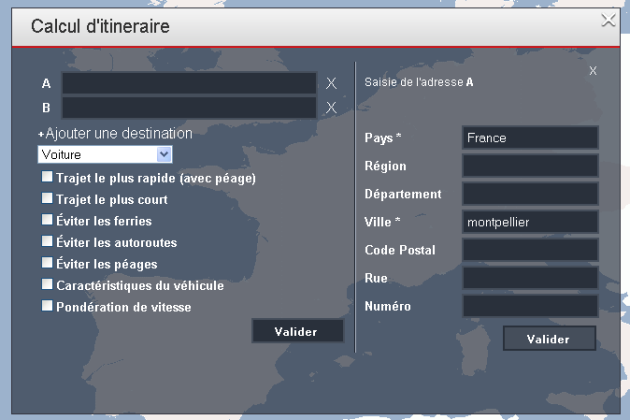 Calcul d'itineraire
X
A
X
B
X
+Ajouter une destination
Voiture
Trajet le plus rapide (avec péage)
Trajet le plus court
Éviter les ferries
Éviter les autoroutes
Éviter les péages
Caractéristiques du véhicule
Pondération de vitesse
Valider
Saisie de l'adresse A
X
Pays * France
Région
Département
Ville * montpellier
Code Postal
Rue
Numéro
Valider